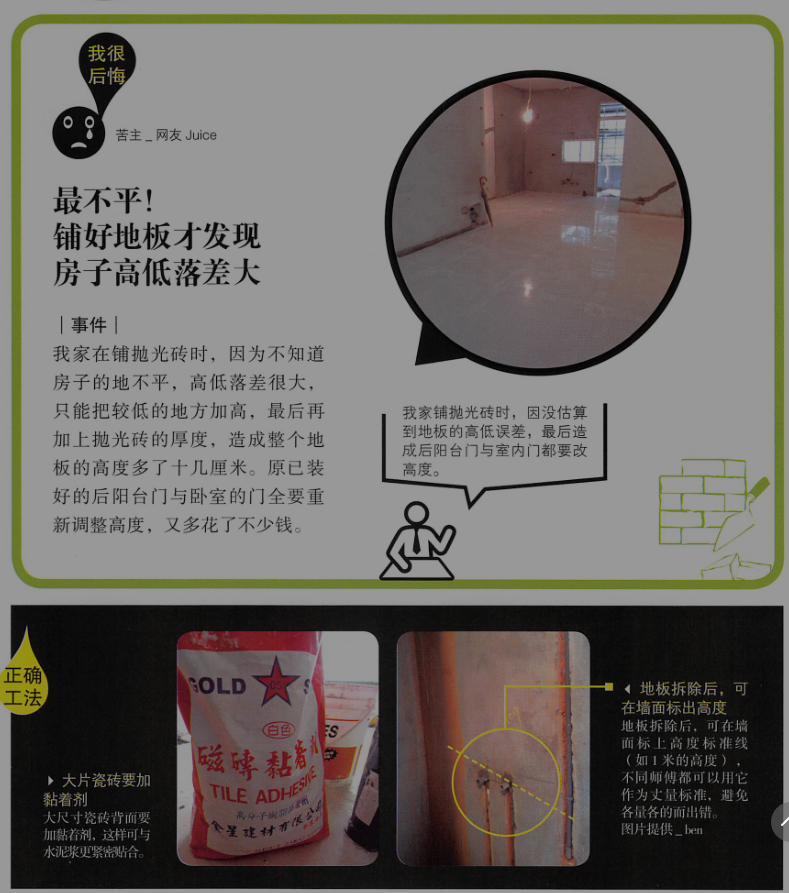 我很
后悔
苦主_网友 Juice
最不平！
铺好地板才发现
房子高低落差大
｜事件｜
我家在铺抛光砖时，因为不知道
房子的地不平，高低落差很大，
只能把较低的地方加高，最后再
加上抛光砖的厚度，造成整个地
板的高度多了十几厘米。原已装
好的后阳台门与卧室的门全要重
新调整高度，又多花了不少钱。
我家铺抛光砖时，因没估算
到地板的高低误差，最后造
成后阳台门与室内门都要改
高度。
正确
工法
大片瓷砖要加
黏着剂
大尺寸瓷砖背面要
加黏着剂，这样可与
水泥浆更紧密贴合。
GOLD S
白色
磁磚黏着剂
TILE ADHESIVE
金星建材有限公司
ES
地板拆除后，可
在墙面标出高度
地板拆除后，可在墙
面标上高度标准线
（如1米的高度），
不同师傅都可以用它
作为丈量标准，避免
各量各的而出错。
图片提供_ben